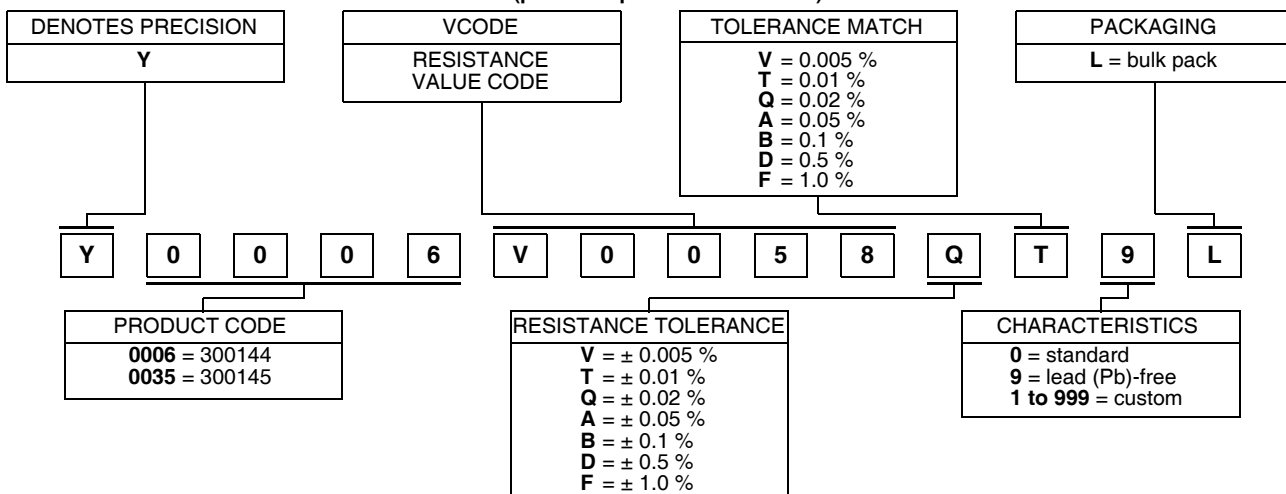 DENOTES PRECISION
Y
VCODE
RESISTANCE
VALUE CODE
TOLERANCE MATCH
V = 0.005 %
T = 0.01 %
Q = 0.02 %
A = 0.05 %
B = 0.1 %
D = 0.5 %
F = 1.0 %
PACKAGING
L = bulk pack
Y 0 0 0 6 V 0 0 5 8 Q T 9 L
PRODUCT CODE
0006 = 300144
0035 = 300145
RESISTANCE TOLERANCE
V = ± 0.005 %
T = ± 0.01 %
Q = ± 0.02 %
A = ± 0.05 %
B = ± 0.1 %
D = ± 0.5 %
F = ± 1.0 %
CHARACTERISTICS
0 = standard
9 = lead (Pb)-free
1 to 999 = custom